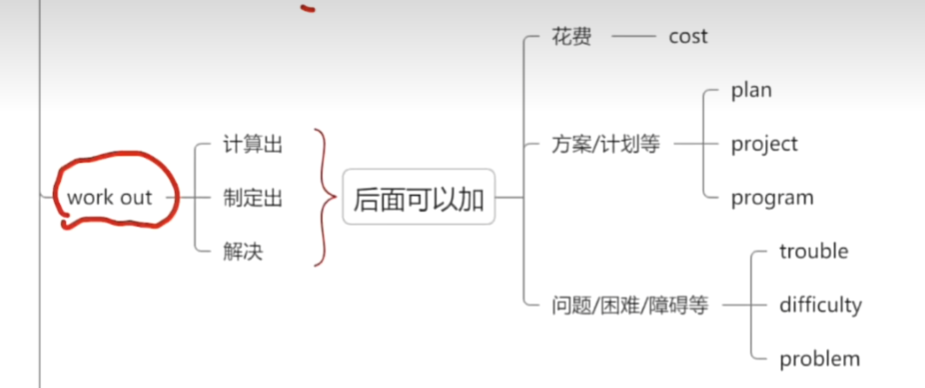 work out
计算出
制定出
解决
后面可以加
花费
cost
方案/计划等
plan
project
program
问题/困难/障碍等
trouble
difficulty
problem